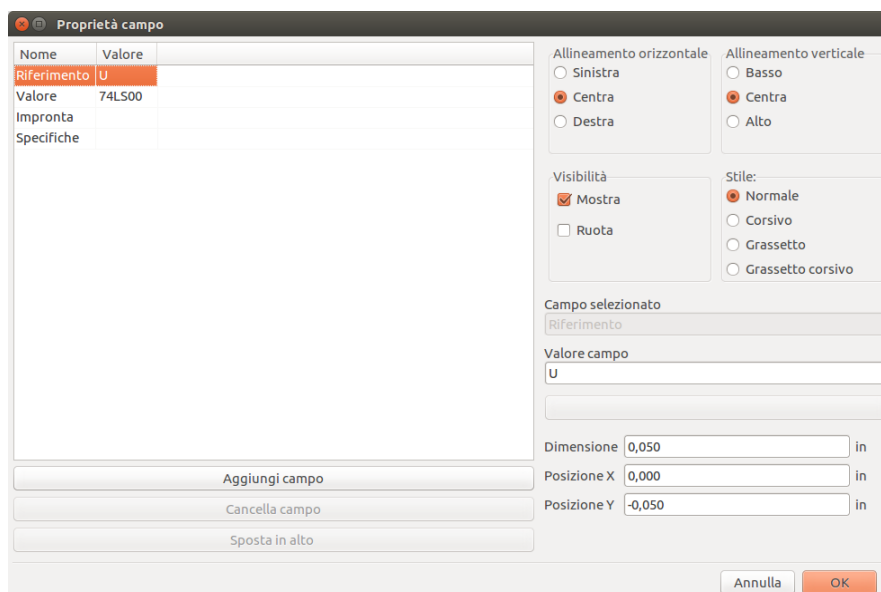 Proprietà campo
Nome Valore
Riferimento U
Valore 74LS00
Impronta
Specifiche
Aggiungi campo
Cancella campo
Sposta in alto
Allineamento orizzontale
Sinistra
Centra
Destra
Allineamento verticale
Basso
Centra
Alto
Visibilità
Mostra
Ruota
Stile:
Normale
Corsivo
Grassetto
Grassetto corsivo
Campo selezionato
Riferimento
Valore campo
U
Dimensione 0,050 in
Posizione X 0,000 in
Posizione Y -0,050 in
Annulla OK